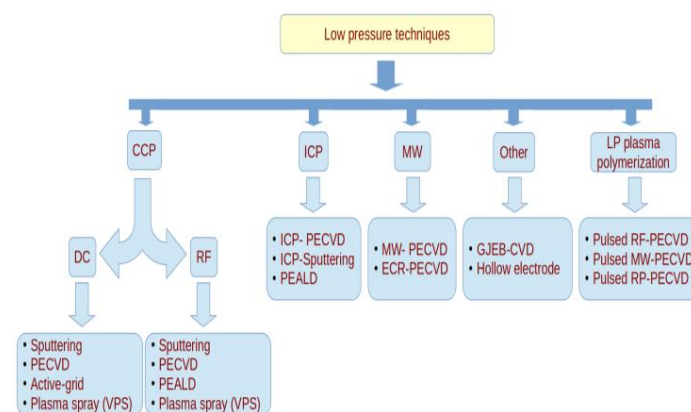 Low pressure techniques
CCP
ICP
MW
Other
LP plasma
polymerization
DC
RF
• ICP- PECVD
• ICP-Sputtering
• PEALD
• MW- PECVD
• ECR-PECVD
• GJEB-CVD
• Hollow electrode
• Pulsed RF-PECVD
• Pulsed MW-PECVD
• Pulsed RP-PECVD
• Sputtering
• PECVD
• Active-grid
• Plasma spray (VPS)
• Sputtering
• PECVD
• PEALD
• Plasma spray (VPS)